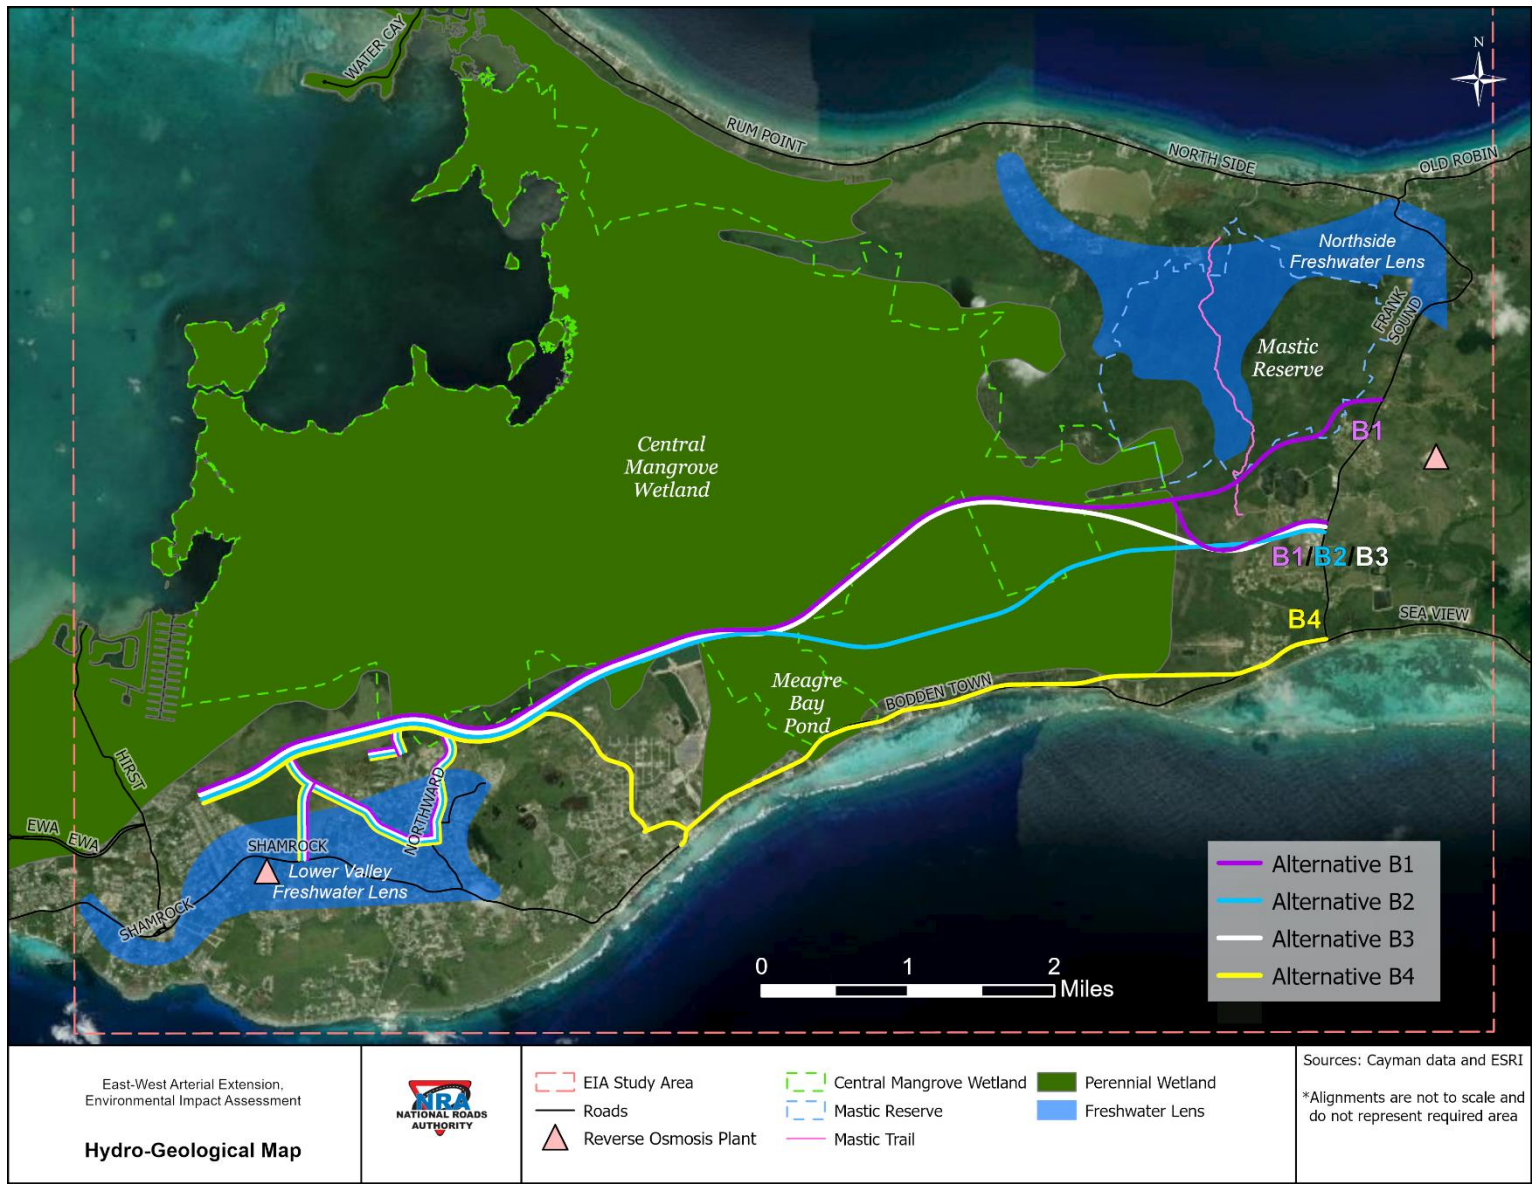 WATER CAY
N
RUM POINT
NORTH SIDE
OLD ROBIN
Northside
Freshwater Lens
FRANK
SOUND
Mastic
Reserve
B1
Central
Mangrove
Wetland
B1/B2/B3
B4
SEA VIEW
Meagre
Bay
Pond
BODDEN TOWN
HIRST
NORTHWARD
EWA
EWA
SHAMROCK
Lower Valley
Freshwater Lens
SHAMROCK
0 1 2
Miles
Alternative B1
Alternative B2
Alternative B3
Alternative B4
East-West Arterial Extension,
Environmental Impact Assessment
Hydro-Geological Map
NRA
NATIONAL ROADS
AUTHORITY
EIA Study Area
Roads
Reverse Osmosis Plant
Central Mangrove Wetland
Mastic Reserve
Mastic Trail
Perennial Wetland
Freshwater Lens
Sources: Cayman data and ESRI
*Alignments are not to scale and
do not represent required area